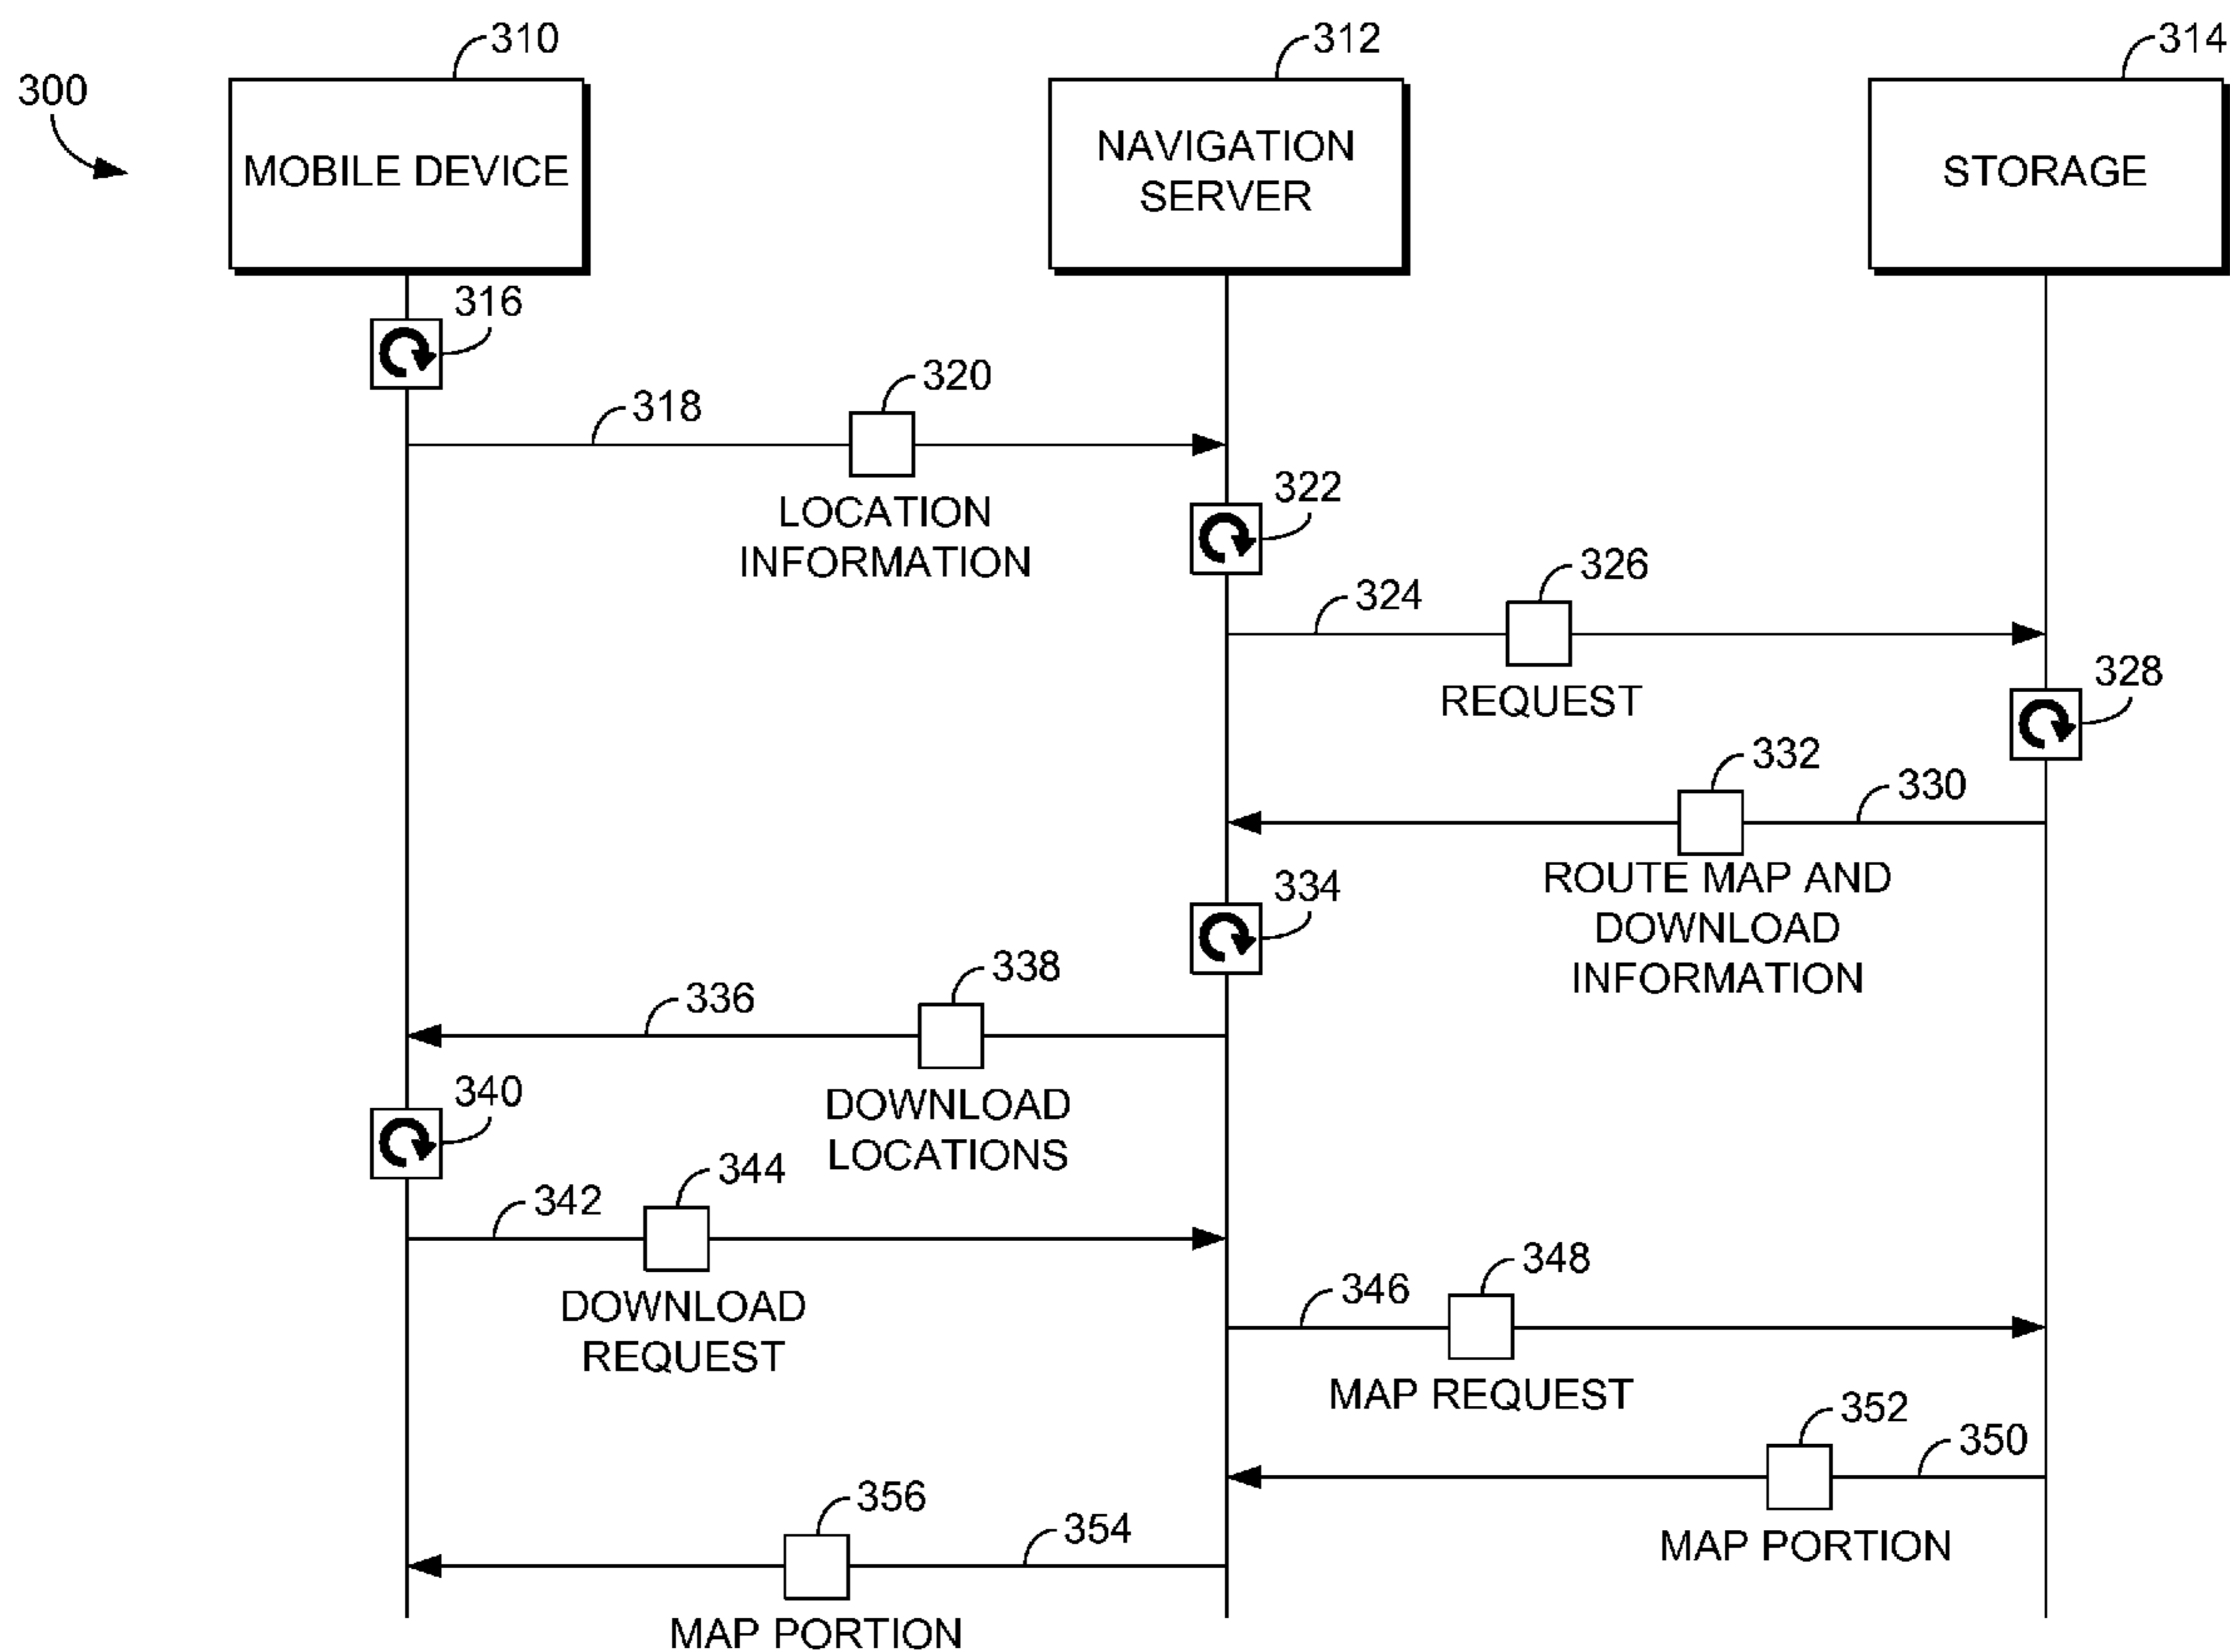 310
312
314
300
MOBILE DEVICE
NAVIGATION
SERVER
STORAGE
316
318
320
LOCATION
INFORMATION
322
324
326
REQUEST
328
332
330
ROUTE MAP AND
DOWNLOAD
INFORMATION
334
336
338
DOWNLOAD
LOCATIONS
340
342
344
DOWNLOAD
REQUEST
346
348
MAP REQUEST
352
350
MAP PORTION
356
354
MAP PORTION